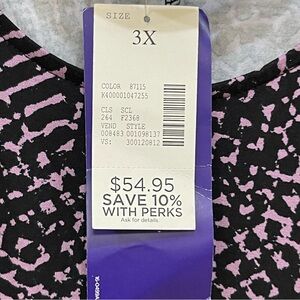 SIZE
3X
COLOR 87115
K400001047255
CLS SCL
264 F2368
VEND STYLE
008483 001098137
VS: 300120812
$54.95
SAVE 10%
WITH PERKS
Ask for details.